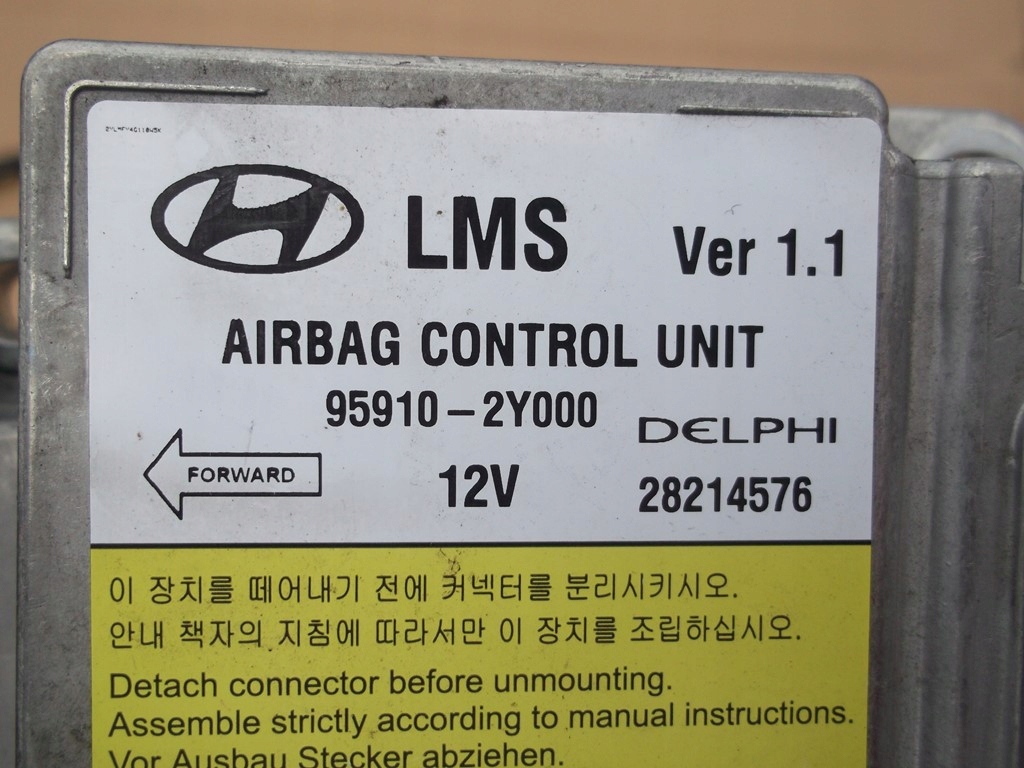 LMS Ver 1.1
AIRBAG CONTROL UNIT
95910-2Y000
DELPHI
FORWARD 12V 28214576
이 장치를 떼어내기 전에 커넥터를 분리시키시오.
안내 책자의 지침에 따라서만 이 장치를 조립하십시오.
Detach connector before unmounting.
Assemble strictly according to manual instructions.
Vor Ausbau Stecker abziehen.